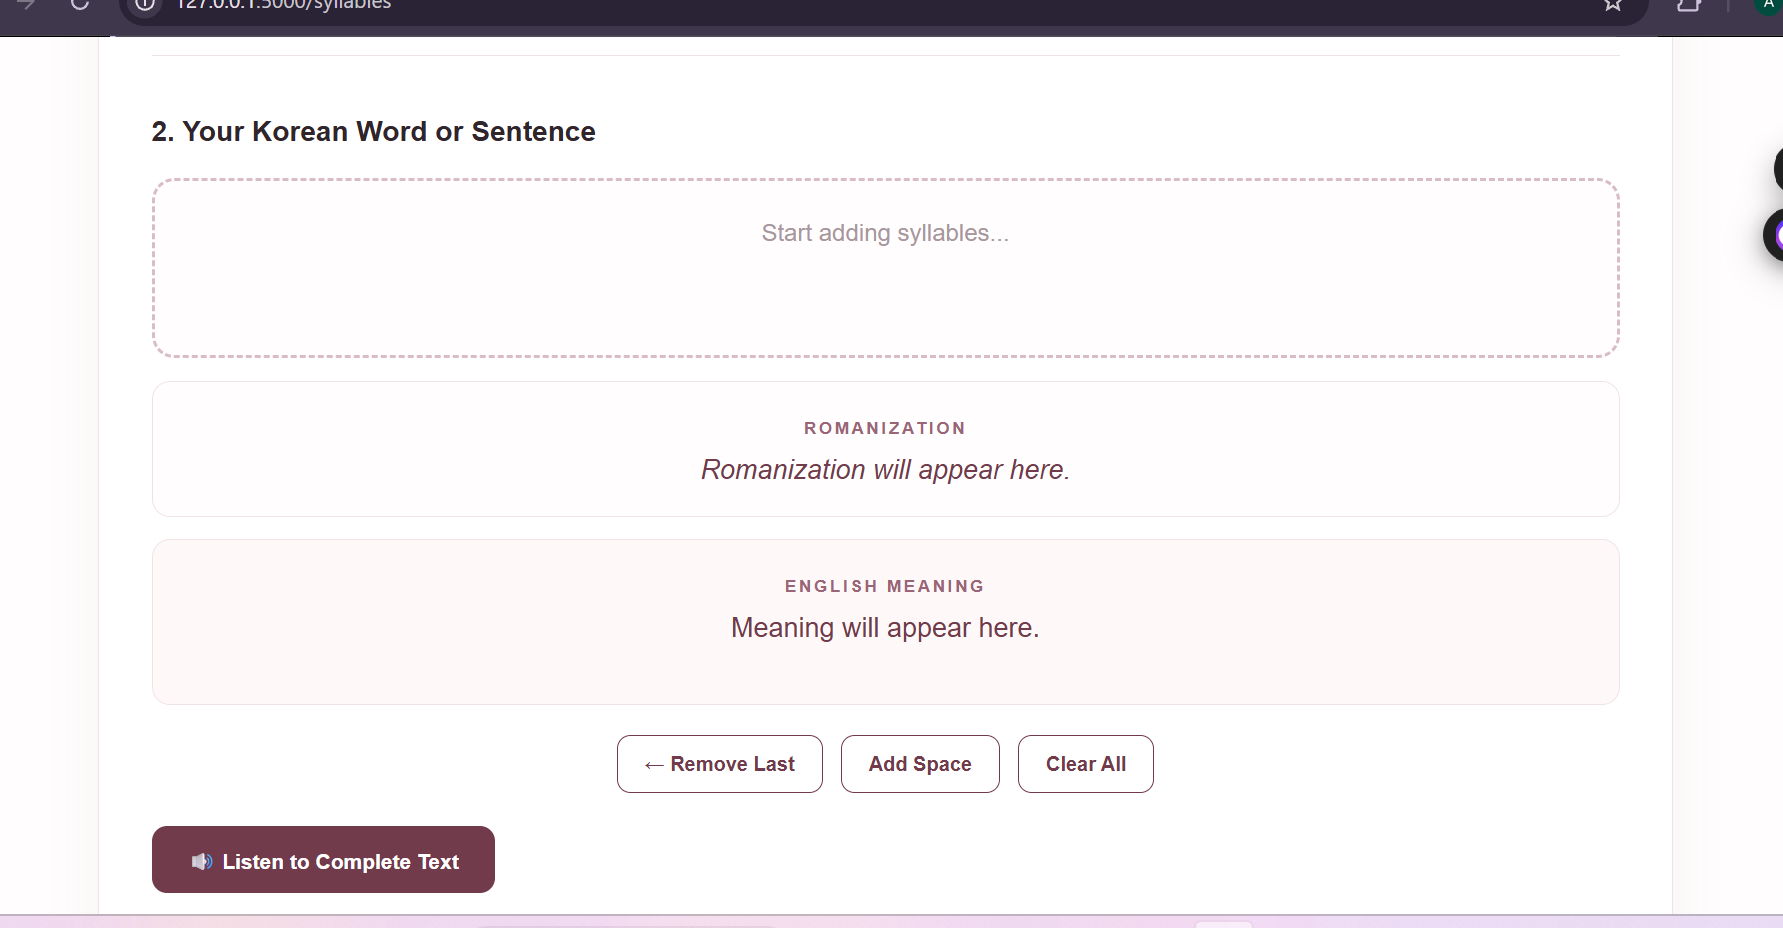 127.0.0.1:5000/syllables
A
2. Your Korean Word or Sentence
Start adding syllables...
ROMANIZATION
Romanization will appear here.
ENGLISH MEANING
Meaning will appear here.
← Remove Last Add Space Clear All
Listen to Complete Text